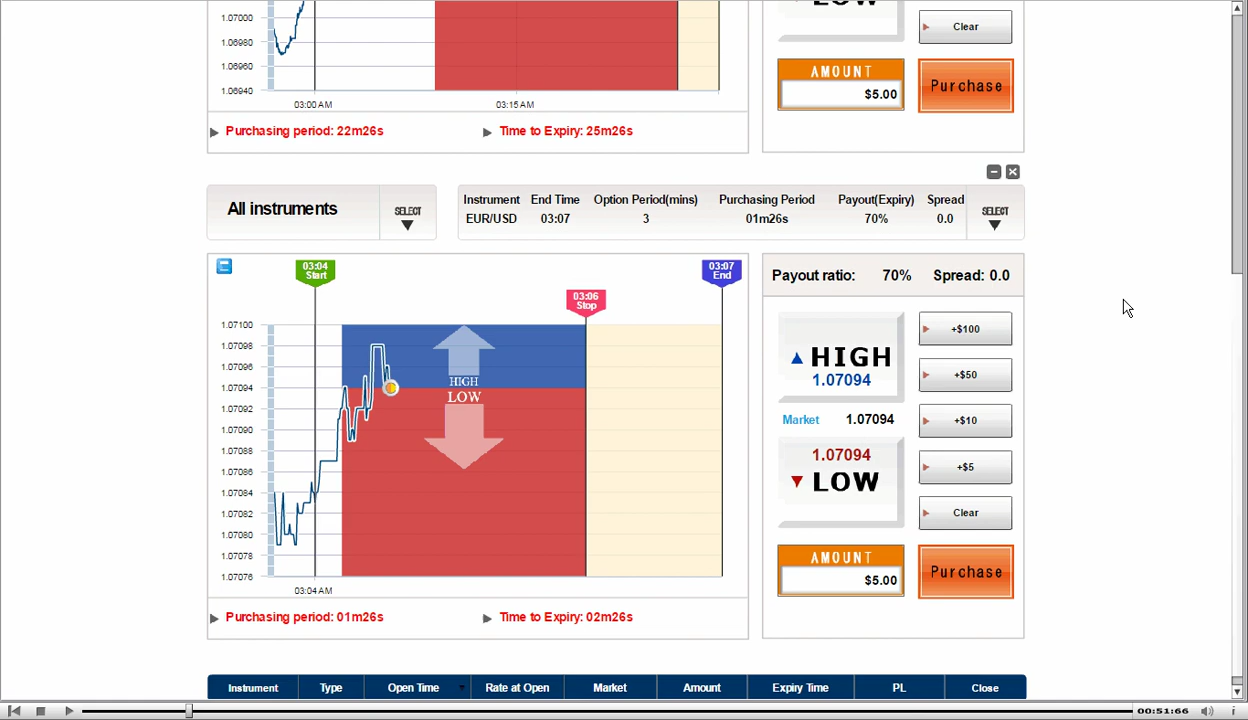 1.07000
1.06980
1.06960
1.06940
03:00 AM
03:15 AM
Purchasing period: 22m26s
Time to Expiry: 25m26s
LOW
Clear
AMOUNT
$5.00
Purchase
All instruments
SELECT
Instrument End Time Option Period(mins) Purchasing Period Payout(Expiry) Spread
EUR/USD 03:07 3 01m26s 70% 0.0
SELECT
03:04
Start
03:06
Stop
03:07
End
1.07100
1.07098
1.07096
1.07094
1.07092
1.07090
1.07088
1.07086
1.07084
1.07082
1.07080
1.07078
1.07076
HIGH
LOW
03:04 AM
Purchasing period: 01m26s
Time to Expiry: 02m26s
Payout ratio: 70% Spread: 0.0
HIGH
1.07094
Market 1.07094
1.07094
LOW
+$100
+$50
+$10
+$5
Clear
AMOUNT
$5.00
Purchase
Instrument Type Open Time Rate at Open Market Amount Expiry Time PL Close
00:51:66